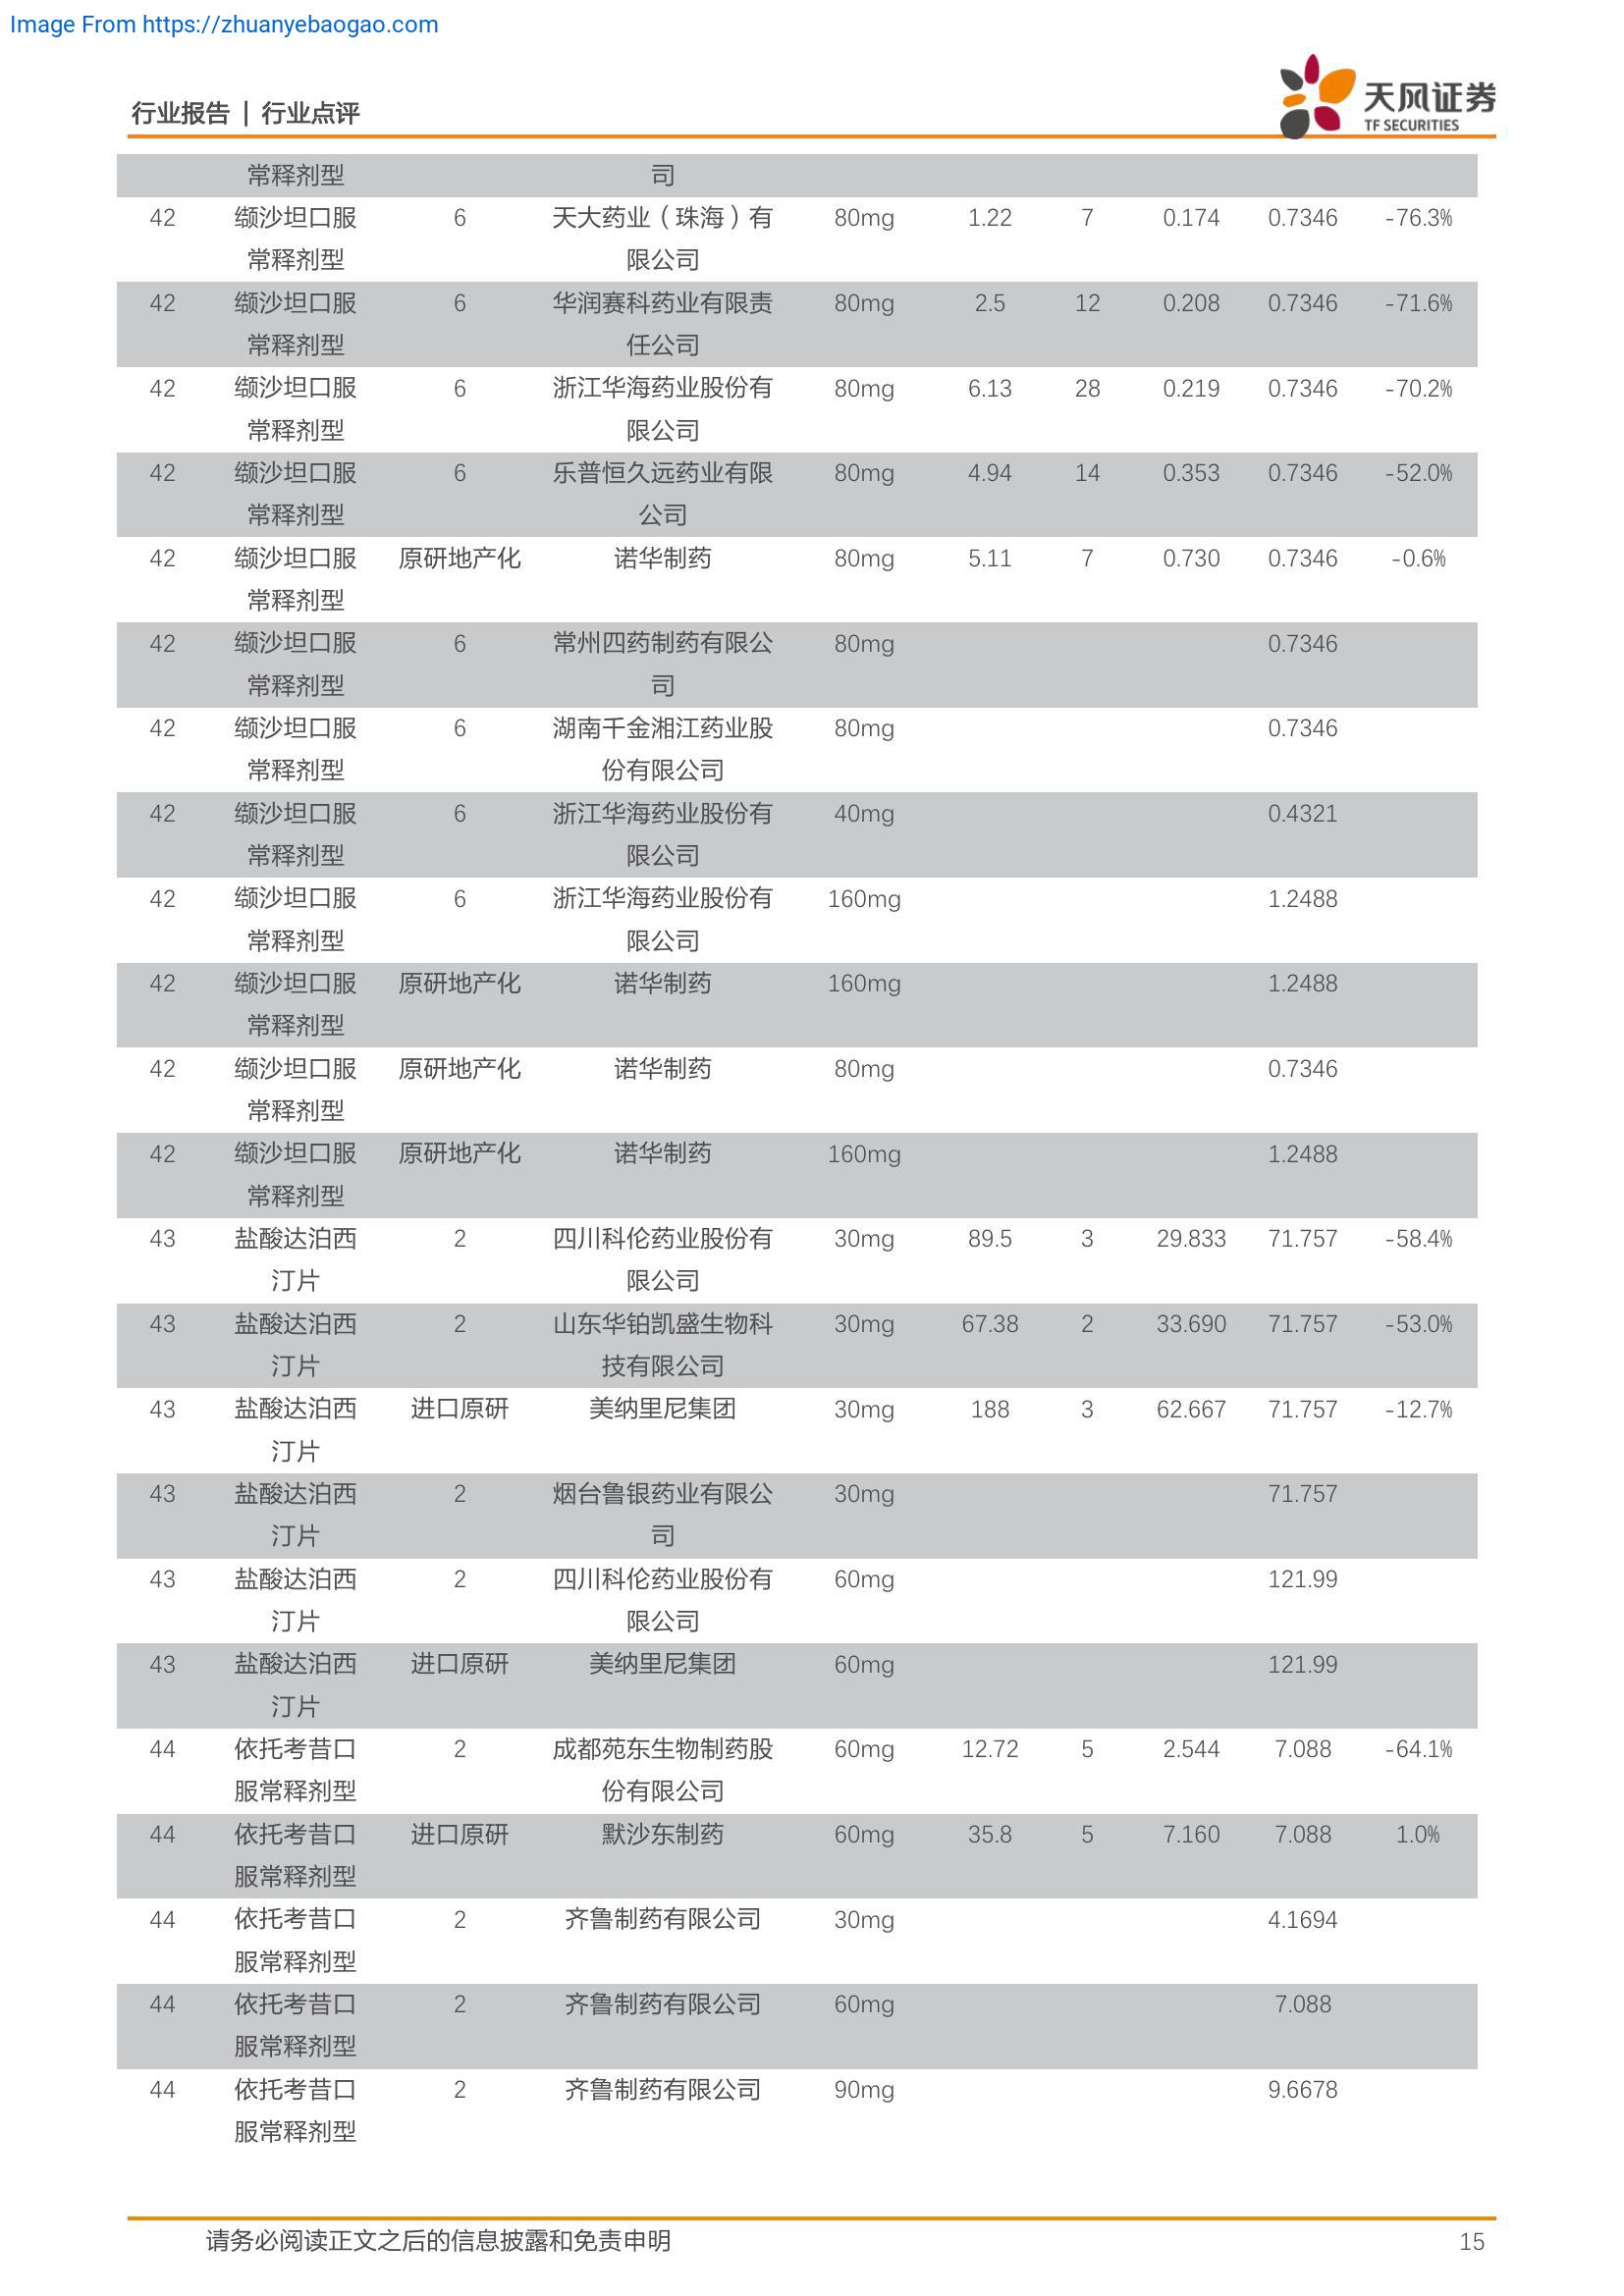 Image From https://zhuanyebaogao.com
行业报告 | 行业点评
天风证券
TF SECURITIES
常释剂型 司
42 缬沙坦口服 6 天大药业（珠海）有 80mg 1.22 7 0.174 0.7346 -76.3%
常释剂型 限公司
42 缬沙坦口服 6 华润赛科药业有限责 80mg 2.5 12 0.208 0.7346 -71.6%
常释剂型 任公司
42 缬沙坦口服 6 浙江华海药业股份有 80mg 6.13 28 0.219 0.7346 -70.2%
常释剂型 限公司
42 缬沙坦口服 6 乐普恒久远药业有限 80mg 4.94 14 0.353 0.7346 -52.0%
常释剂型 公司
42 缬沙坦口服 原研地产化 诺华制药 80mg 5.11 7 0.730 0.7346 -0.6%
常释剂型
42 缬沙坦口服 6 常州四药制药有限公 80mg 0.7346
常释剂型 司
42 缬沙坦口服 6 湖南千金湘江药业股 80mg 0.7346
常释剂型 份有限公司
42 缬沙坦口服 6 浙江华海药业股份有 40mg 0.4321
常释剂型 限公司
42 缬沙坦口服 6 浙江华海药业股份有 160mg 1.2488
常释剂型 限公司
42 缬沙坦口服 原研地产化 诺华制药 160mg 1.2488
常释剂型
42 缬沙坦口服 原研地产化 诺华制药 80mg 0.7346
常释剂型
42 缬沙坦口服 原研地产化 诺华制药 160mg 1.2488
常释剂型
43 盐酸达泊西 2 四川科伦药业股份有 30mg 89.5 3 29.833 71.757 -58.4%
汀片 限公司
43 盐酸达泊西 2 山东华铂凯盛生物科 30mg 67.38 2 33.690 71.757 -53.0%
汀片 技有限公司
43 盐酸达泊西 进口原研 美纳里尼集团 30mg 188 3 62.667 71.757 -12.7%
汀片
43 盐酸达泊西 2 烟台鲁银药业有限公 30mg 71.757
汀片 司
43 盐酸达泊西 2 四川科伦药业股份有 60mg 121.99
汀片 限公司
43 盐酸达泊西 进口原研 美纳里尼集团 60mg 121.99
汀片
44 依托考昔口 2 成都苑东生物制药股 60mg 12.72 5 2.544 7.088 -64.1%
服常释剂型 份有限公司
44 依托考昔口 进口原研 默沙东制药 60mg 35.8 5 7.160 7.088 1.0%
服常释剂型
44 依托考昔口 2 齐鲁制药有限公司 30mg 4.1694
服常释剂型
44 依托考昔口 2 齐鲁制药有限公司 60mg 7.088
服常释剂型
44 依托考昔口 2 齐鲁制药有限公司 90mg 9.6678
服常释剂型
请务必阅读正文之后的信息披露和免责申明 15